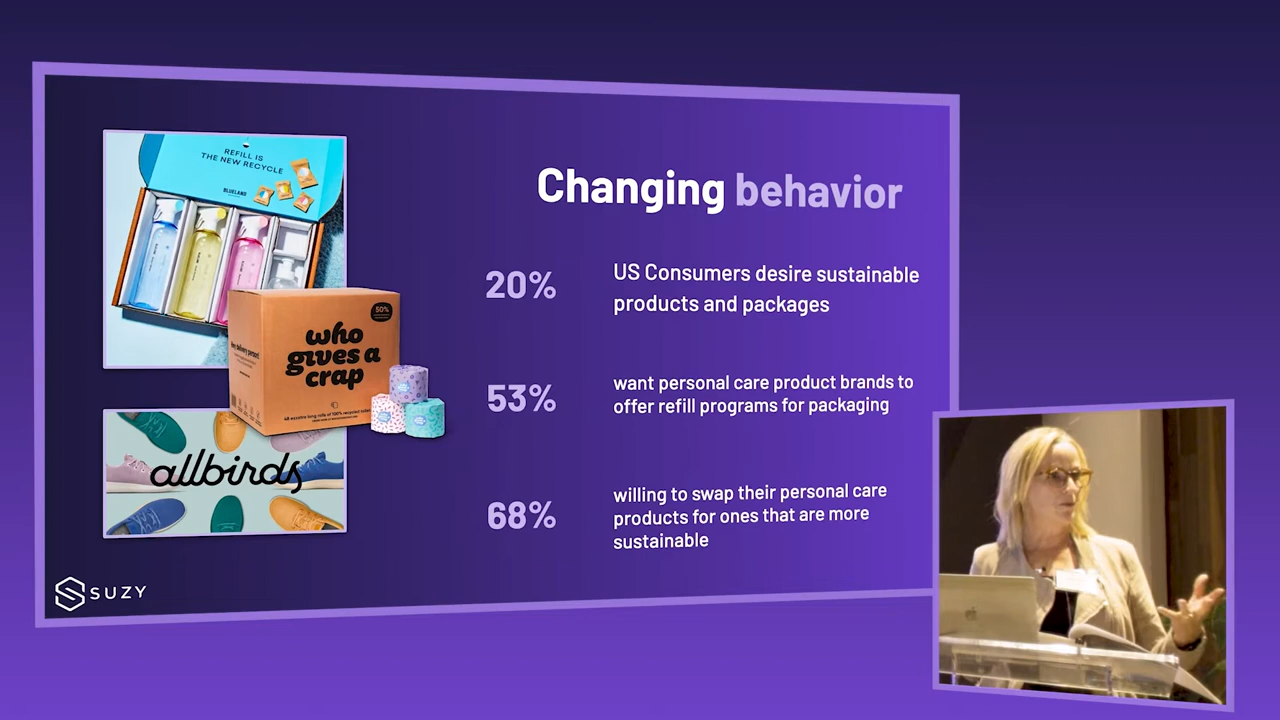 REFILL IS
THE NEW RECYCLE
BLUELAND
50%
who
gives a
crap
allbirds
SUZY
Changing behavior
20%
US Consumers desire sustainable
products and packages
53%
want personal care product brands to
offer refill programs for packaging
68%
willing to swap their personal care
products for ones that are more
sustainable